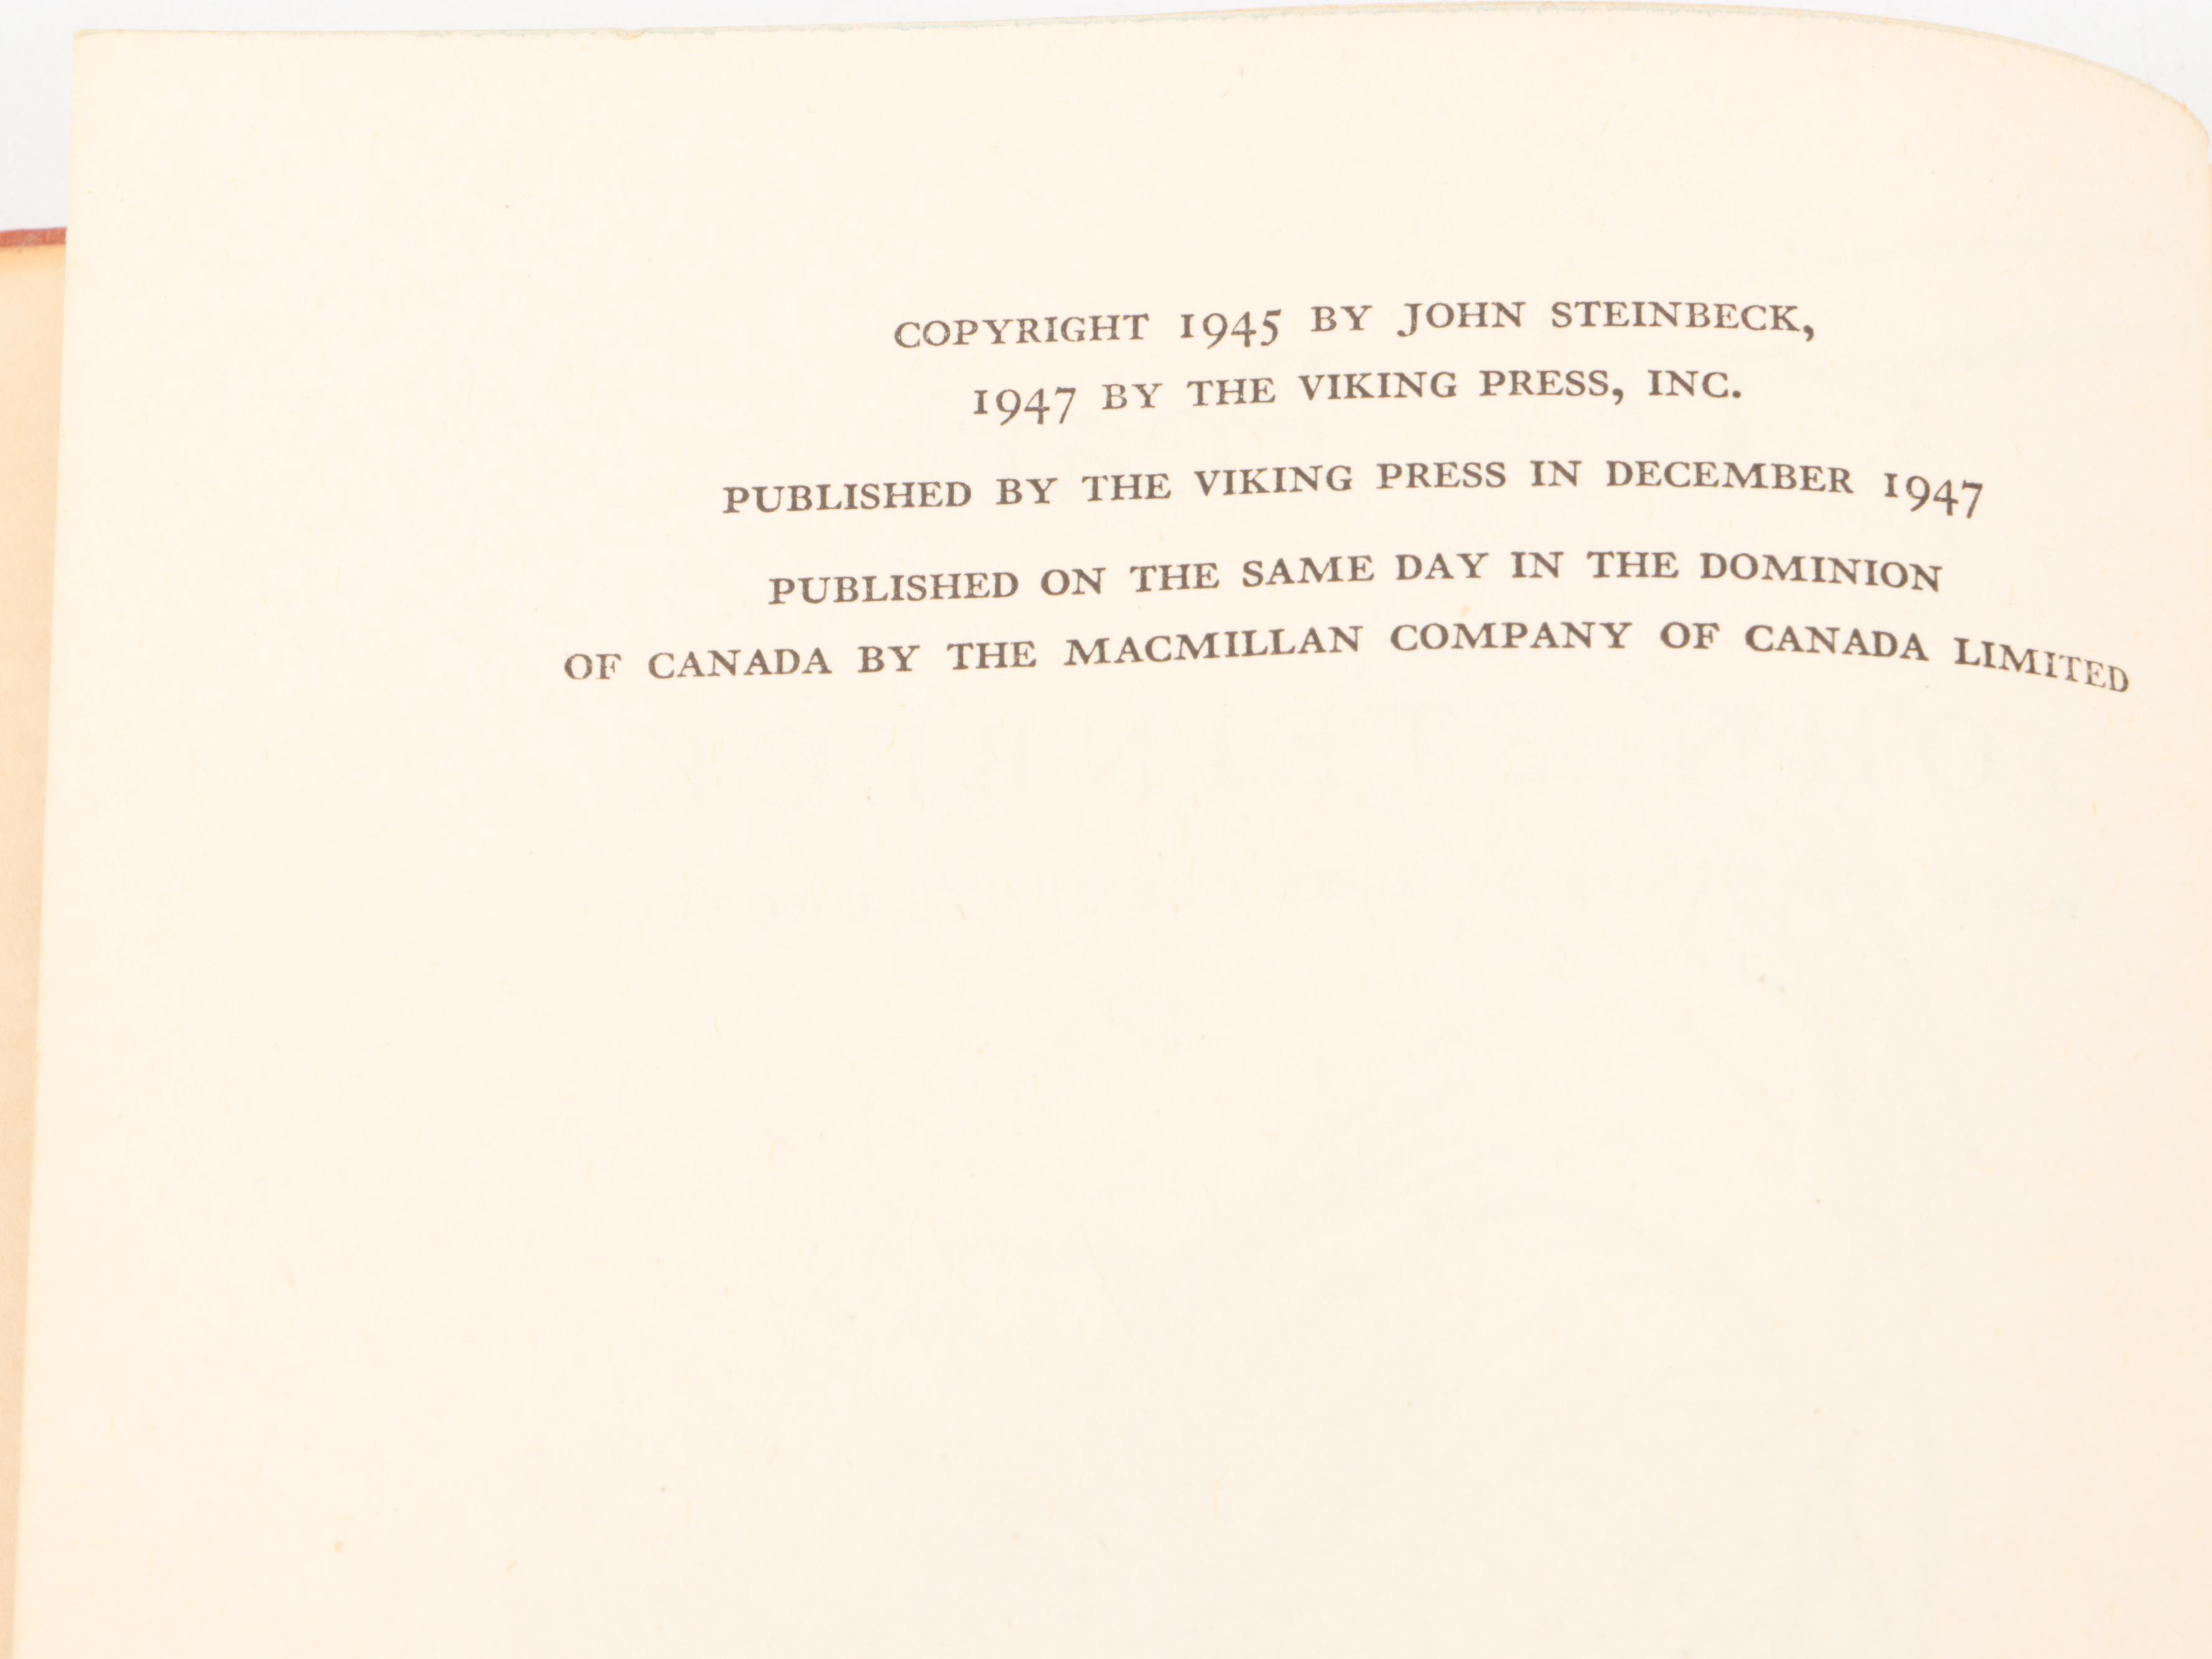 COPYRIGHT 1945 BY JOHN STEINBECK,
1947 BY THE VIKING PRESS, INC.
PUBLISHED BY THE VIKING PRESS IN DECEMBER 1947
PUBLISHED ON THE SAME DAY IN THE DOMINION
OF CANADA BY THE MACMILLAN COMPANY OF CANADA LIMITED